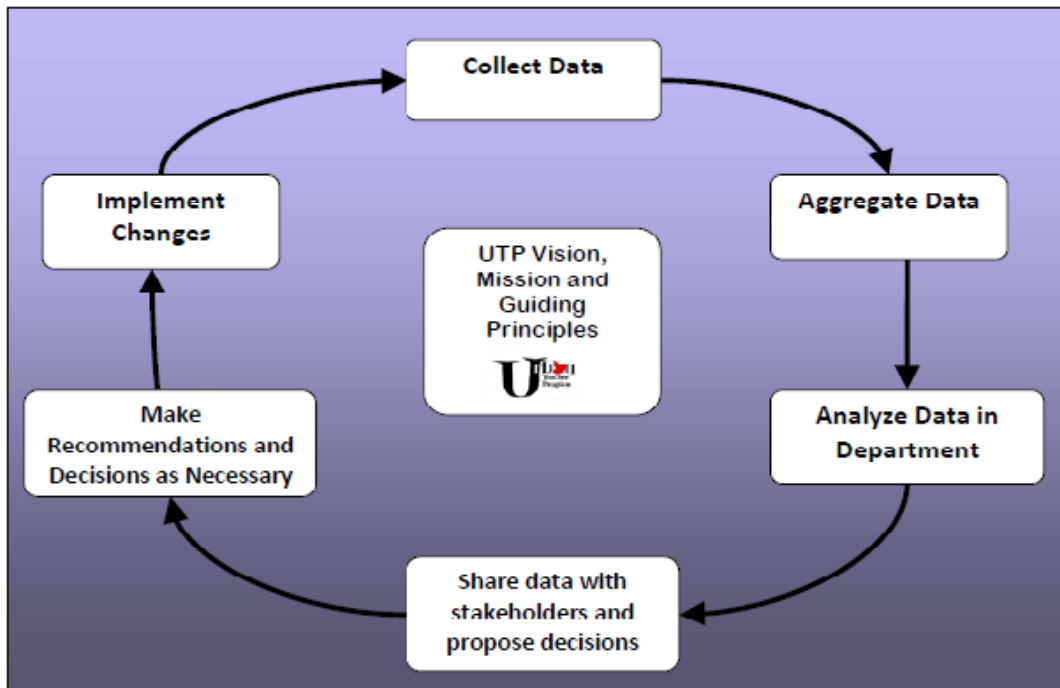 Collect Data
Aggregate Data
Analyze Data in
Department
Share data with
stakeholders and
propose decisions
Make
Recommendations and
Decisions as Necessary
Implement
Changes
UTP Vision,
Mission and
Guiding
Principles